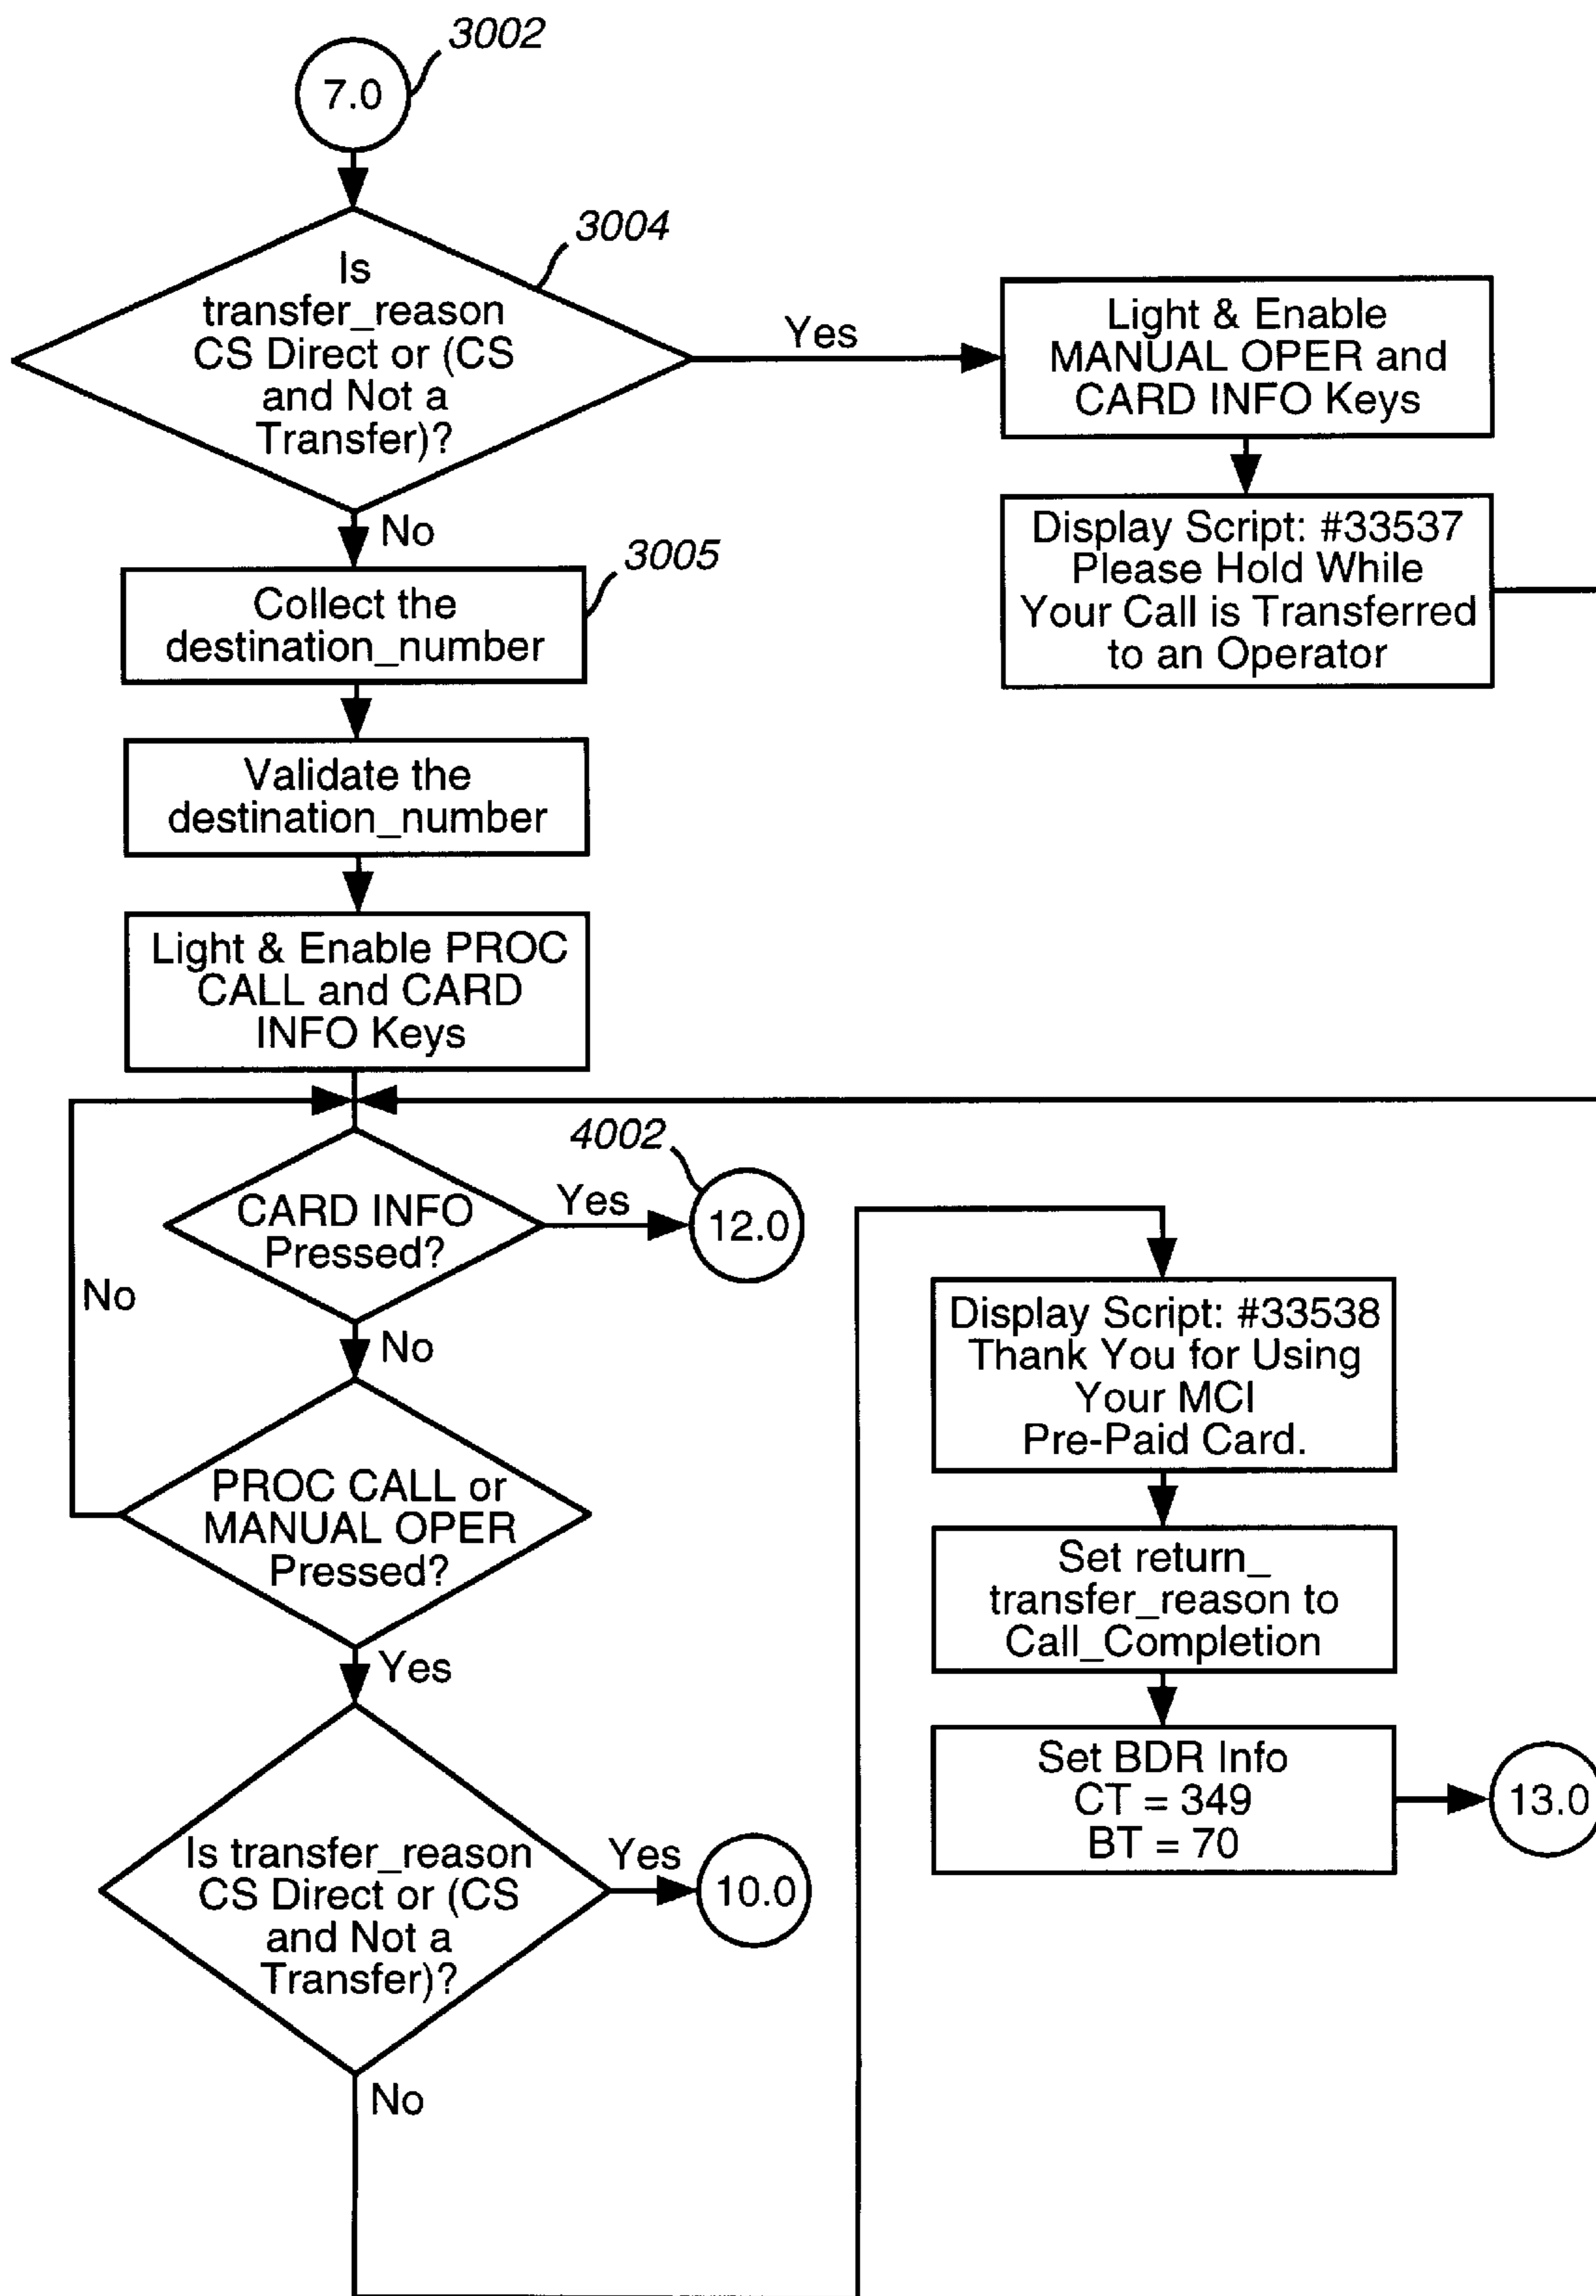 3002
7.0
3004
Is
transfer_reason
CS Direct or (CS
and Not a
Transfer)?
Yes
Light & Enable
MANUAL OPER and
CARD INFO Keys
Display Script: #33537
Please Hold While
Your Call is Transferred
to an Operator
No
3005
Collect the
destination_number
Validate the
destination_number
Light & Enable PROC
CALL and CARD
INFO Keys
4002
CARD INFO
Pressed?
Yes
12.0
No
No
PROC CALL or
MANUAL OPER
Pressed?
Yes
Is transfer_reason
CS Direct or (CS
and Not a
Transfer)?
Yes
10.0
No
Display Script: #33538
Thank You for Using
Your MCI
Pre-Paid Card.
Set return_
transfer_reason to
Call_Completion
Set BDR Info
CT = 349
BT = 70
13.0